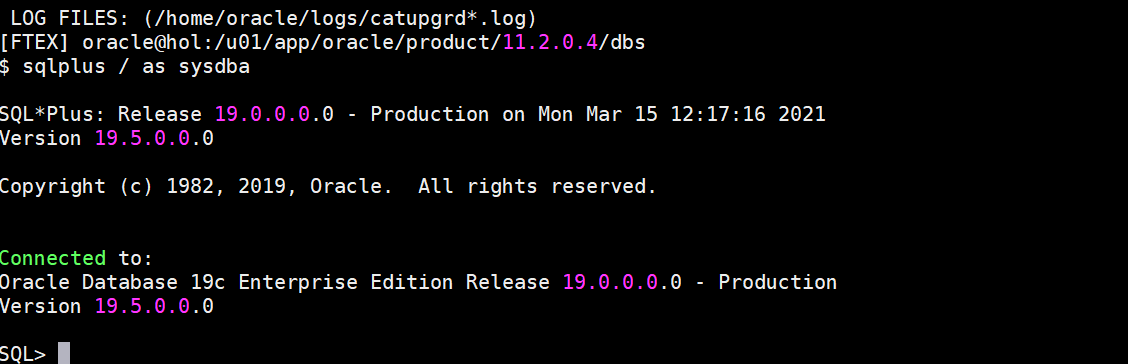 LOG FILES: (/home/oracle/logs/catupgrd*.log)
[FTEX] oracle@hol:/u01/app/oracle/product/11.2.0.4/dbs
$ sqlplus / as sysdba
SQL*Plus: Release 19.0.0.0.0 - Production on Mon Mar 15 12:17:16 2021
Version 19.5.0.0.0
Copyright (c) 1982, 2019, Oracle.  All rights reserved.
Connected to:
Oracle Database 19c Enterprise Edition Release 19.0.0.0.0 - Production
Version 19.5.0.0.0
SQL>